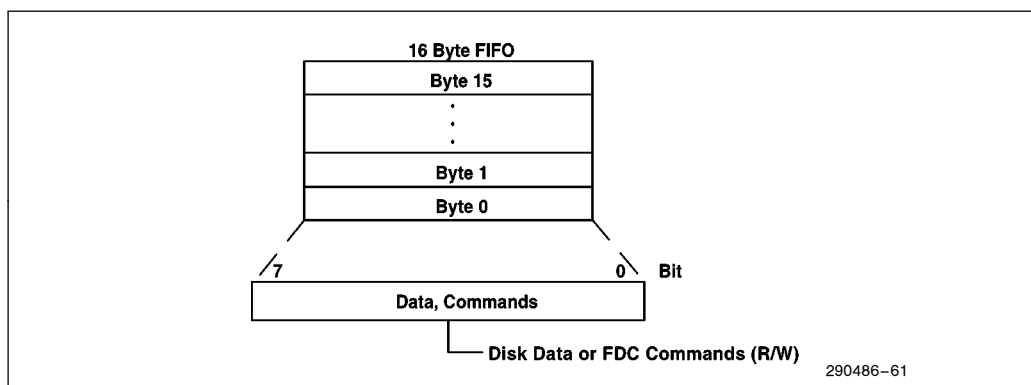 16 Byte FIFO
Byte 15
Byte 1
Byte 0
7 0 Bit
Data, Commands
Disk Data or FDC Commands (R/W)
290486–61